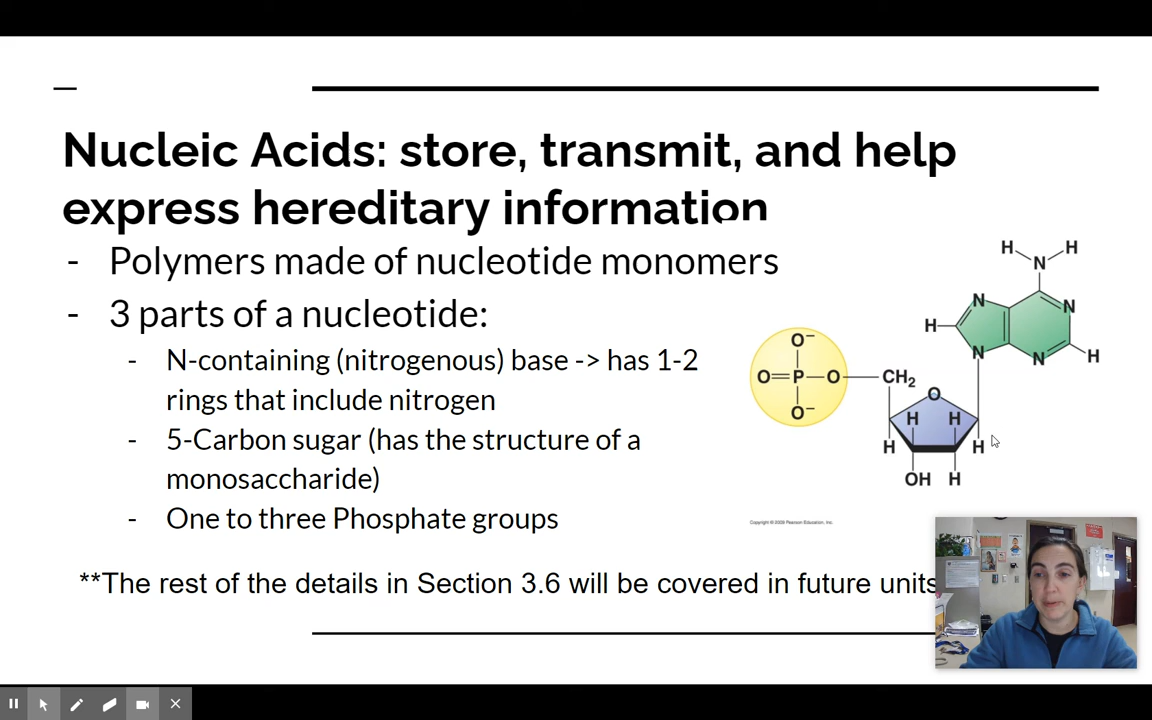 Nucleic Acids: store, transmit, and help
express hereditary information
- Polymers made of nucleotide monomers
- 3 parts of a nucleotide:
- N-containing (nitrogenous) base -> has 1-2
rings that include nitrogen
- 5-Carbon sugar (has the structure of a
monosaccharide)
- One to three Phosphate groups
**The rest of the details in Section 3.6 will be covered in future units
H H
N
N N
H
N N H
O⁻
O=P—O—CH₂
O⁻
O
H H
H H
OH H
Copyright © 2009 Pearson Education, Inc.